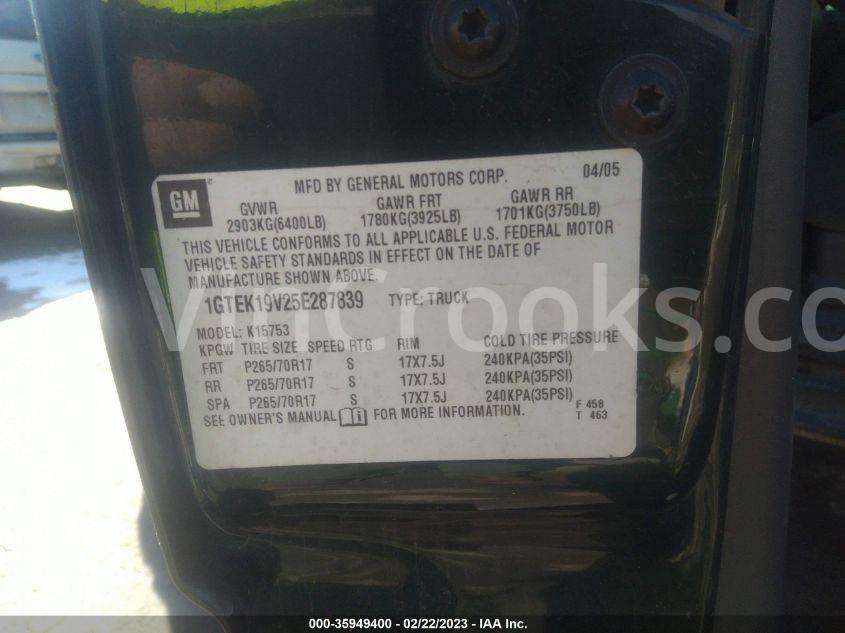 GM
MFD BY GENERAL MOTORS CORP. 04/05
GVWR GAWR FRT GAWR RR
2903KG(6400LB) 1780KG(3925LB) 1701KG(3750LB)
THIS VEHICLE CONFORMS TO ALL APPLICABLE U.S. FEDERAL MOTOR
VEHICLE SAFETY STANDARDS IN EFFECT ON THE DATE OF
MANUFACTURE SHOWN ABOVE.
1GTEK19V25E287839 TYPE: TRUCK
MODEL: K15753
KPGW TIRE SIZE SPEED RTG RIM COLD TIRE PRESSURE
FRT P265/70R17 S 17X7.5J 240KPA(35PSI)
RR P265/70R17 S 17X7.5J 240KPA(35PSI)
SPA P265/70R17 S 17X7.5J 240KPA(35PSI)
SEE OWNER'S MANUAL i FOR MORE INFORMATION.
F 458
T 463
VinCrooks.com
000-35949400 - 02/22/2023 - IAA Inc.